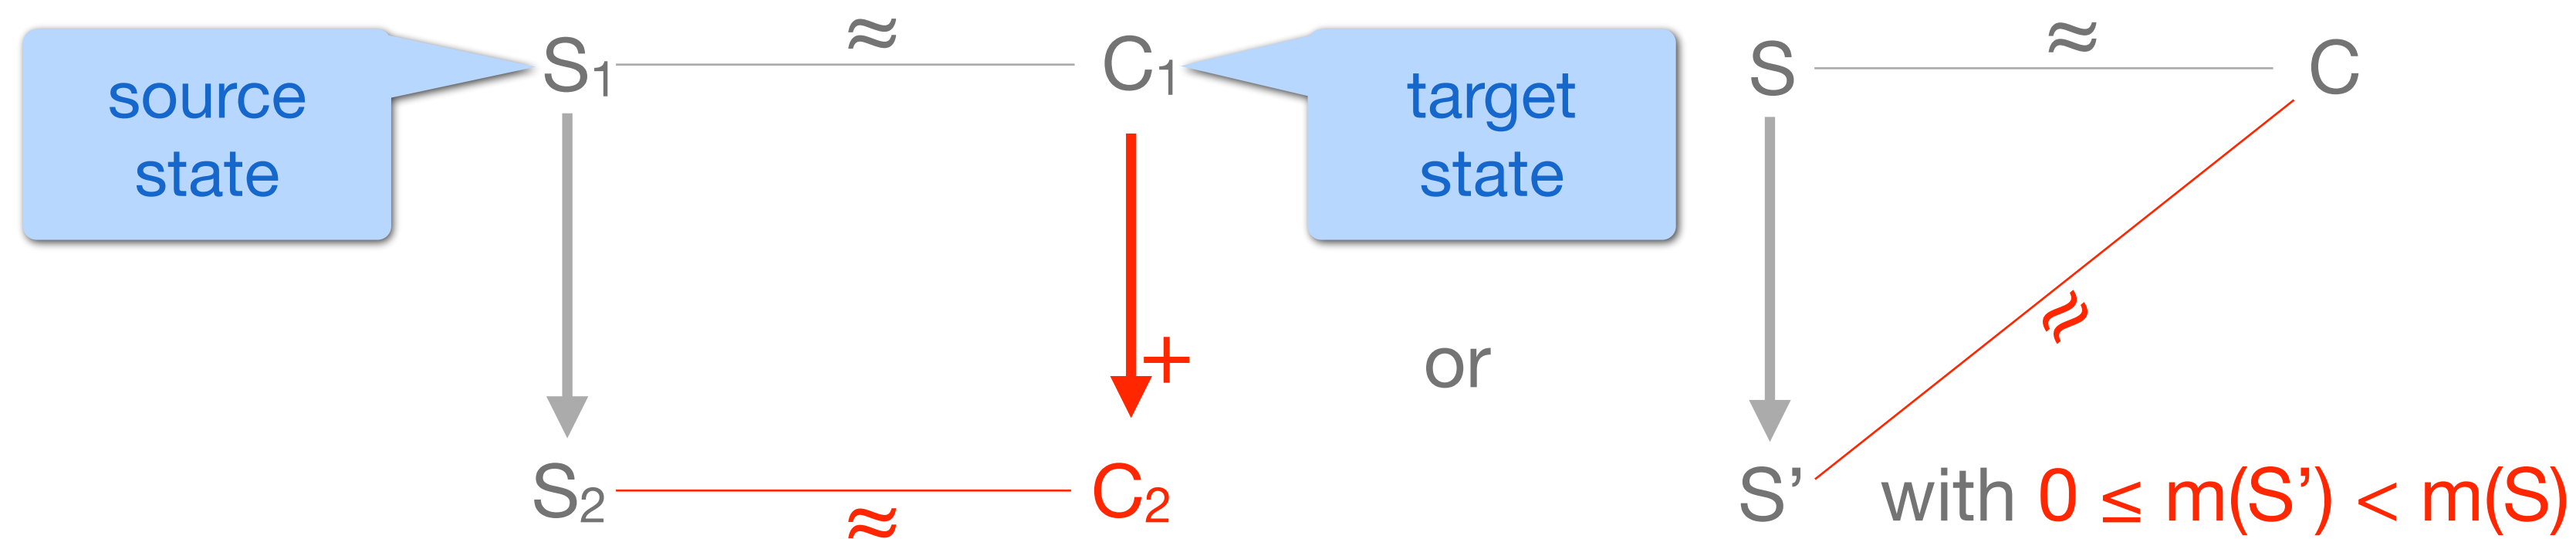 ≈ ≈
S₁ C₁ S C
source
state
target
state
+
or
≈
S₂ C₂ S’ with 0 ≤ m(S’) < m(S)
≈